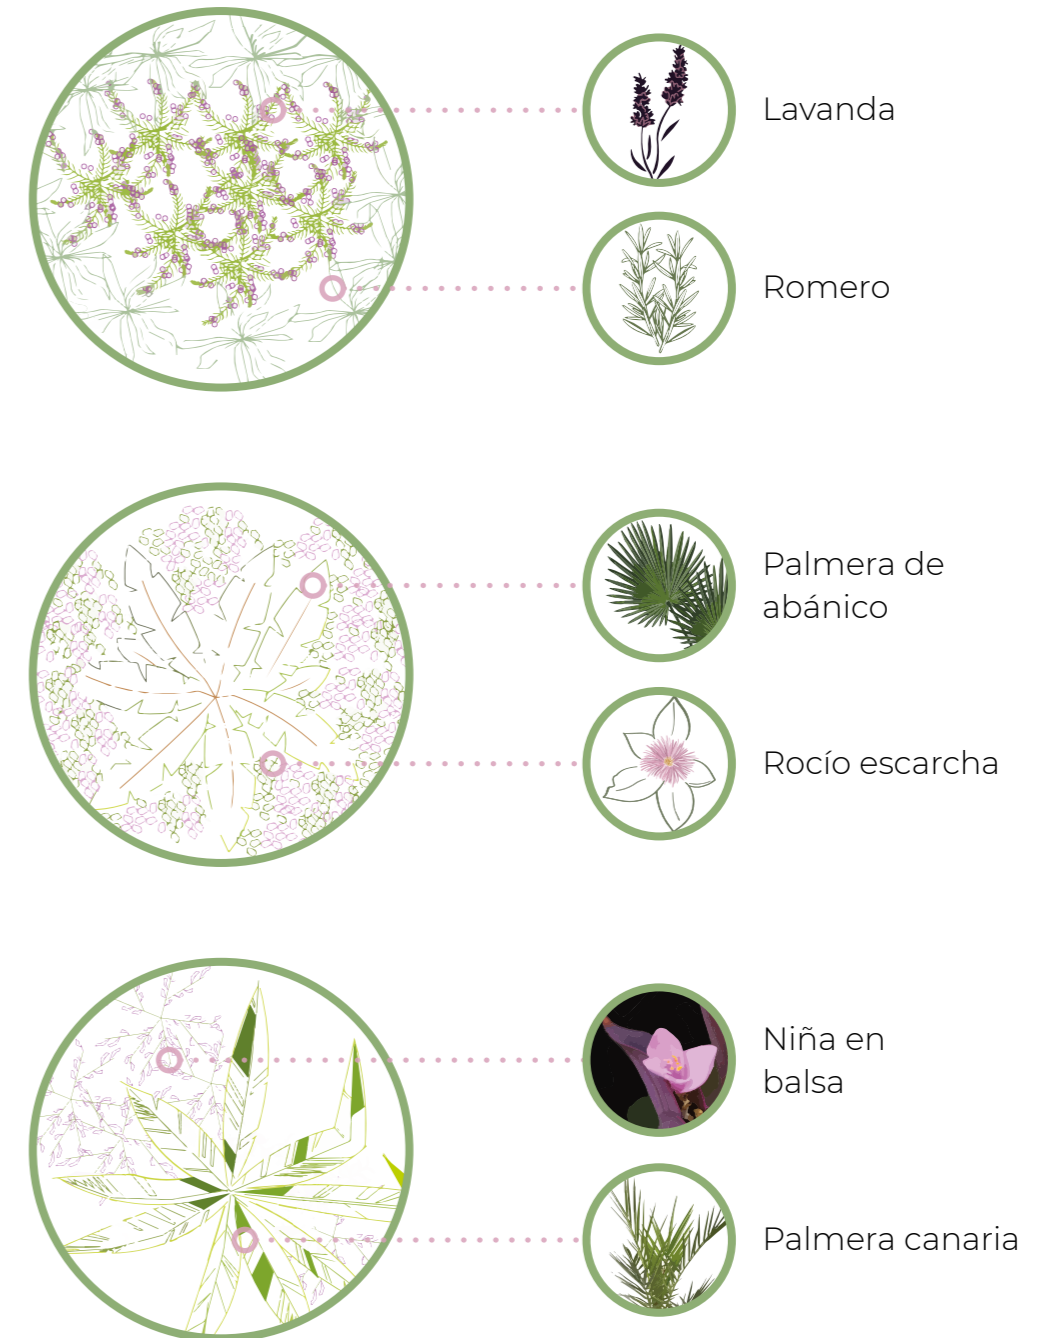 Lavanda
Romero
Palmera de
abánico
Rocío escarcha
Niña en
balsa
Palmera canaria